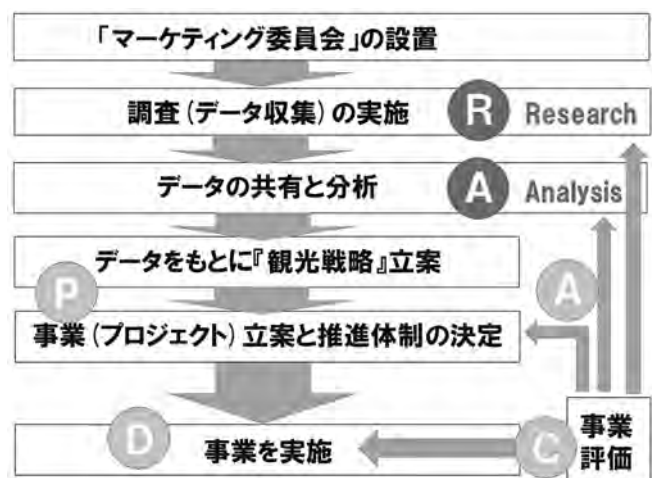 「マーケティング委員会」の設置
調査(データ収集)の実施 R Research
データの共有と分析 A Analysis
データをもとに『観光戦略』立案
P
A
事業(プロジェクト)立案と推進体制の決定
D 事業を実施 C 事業
評価